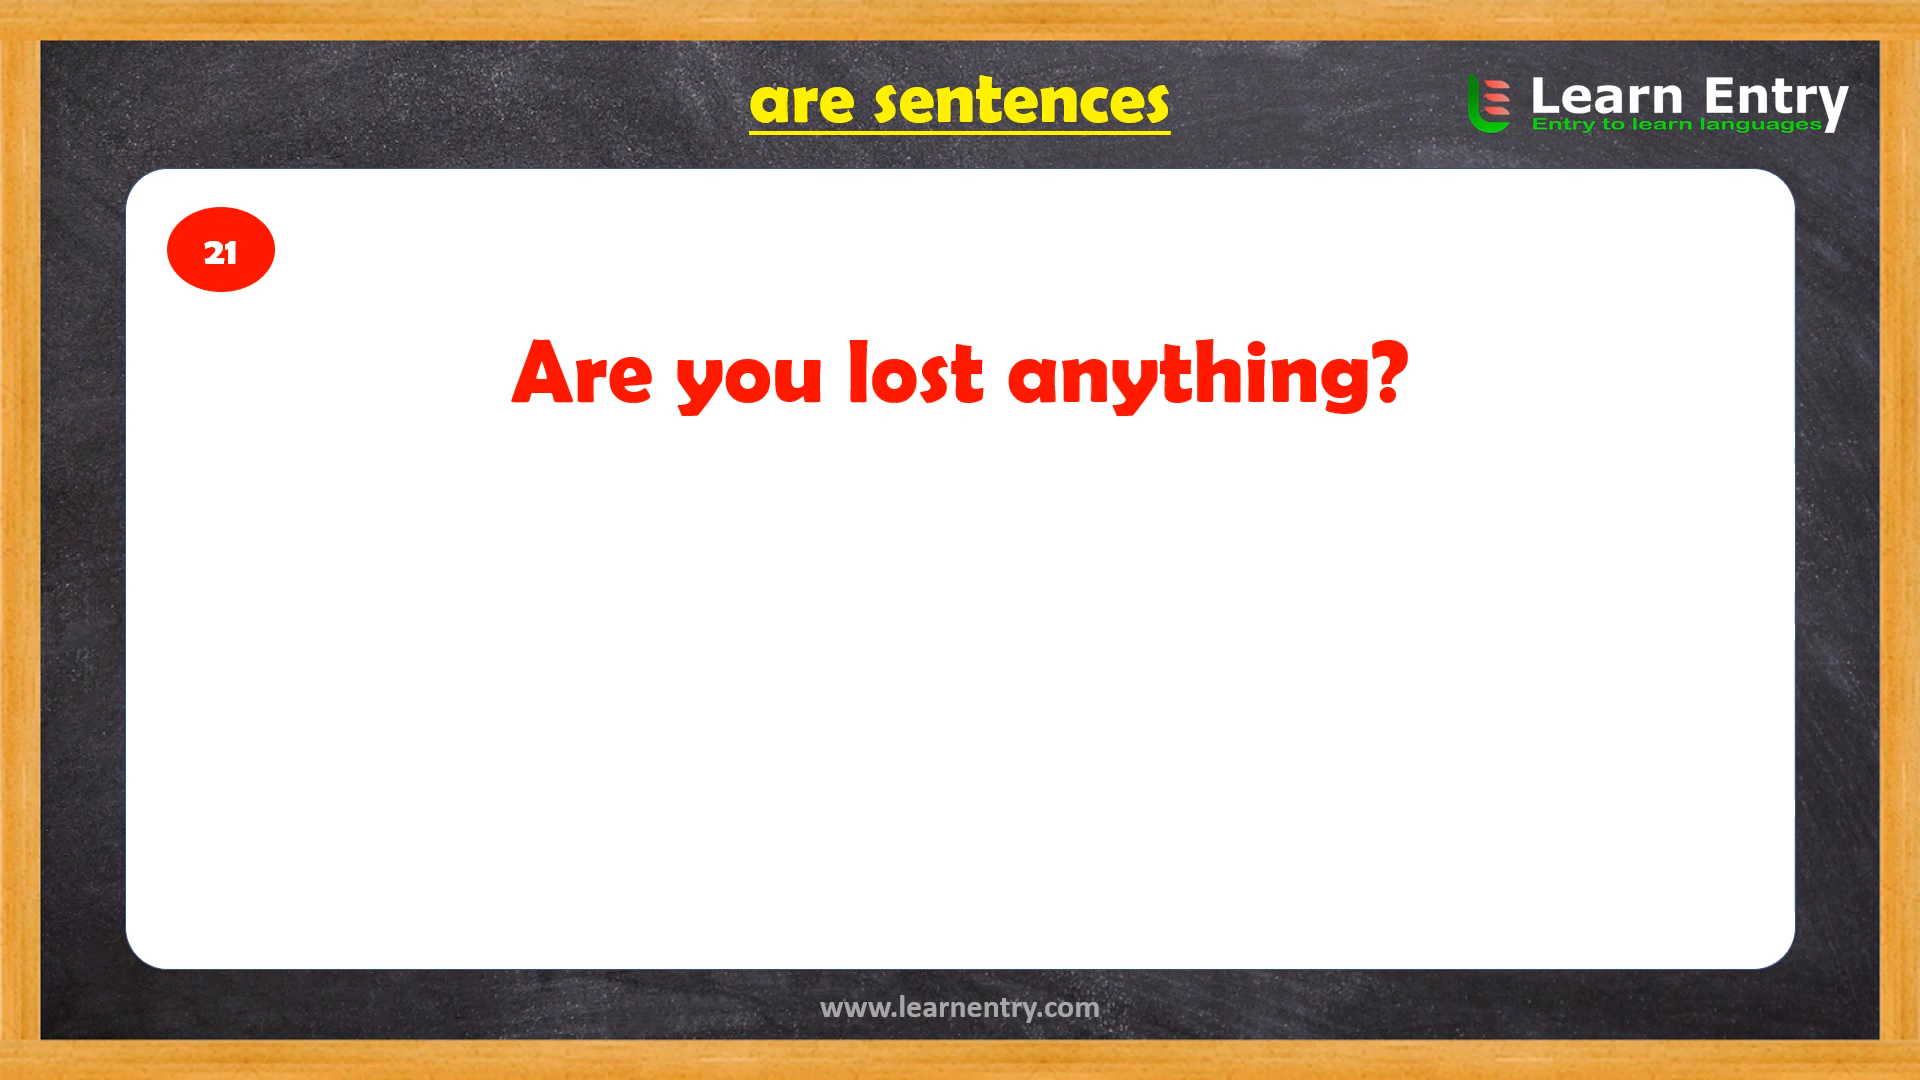 are sentences
Learn Entry
Entry to learn languages
21
Are you lost anything?
www.learnentry.com